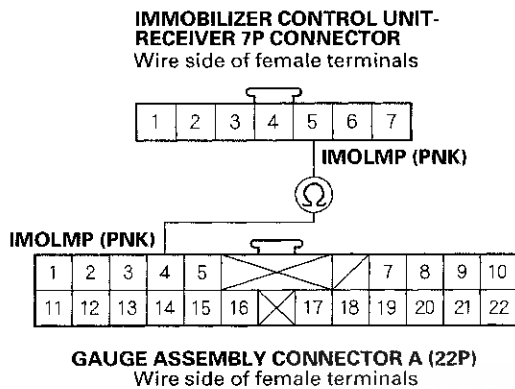 IMMOBILIZER CONTROL UNIT-
RECEIVER 7P CONNECTOR
Wire side of female terminals
1 2 3 4 5 6 7
IMOLMP (PNK)
Ω
IMOLMP (PNK)
1 2 3 4 5 7 8 9 10
11 12 13 14 15 16 17 18 19 20 21 22
GAUGE ASSEMBLY CONNECTOR A (22P)
Wire side of female terminals